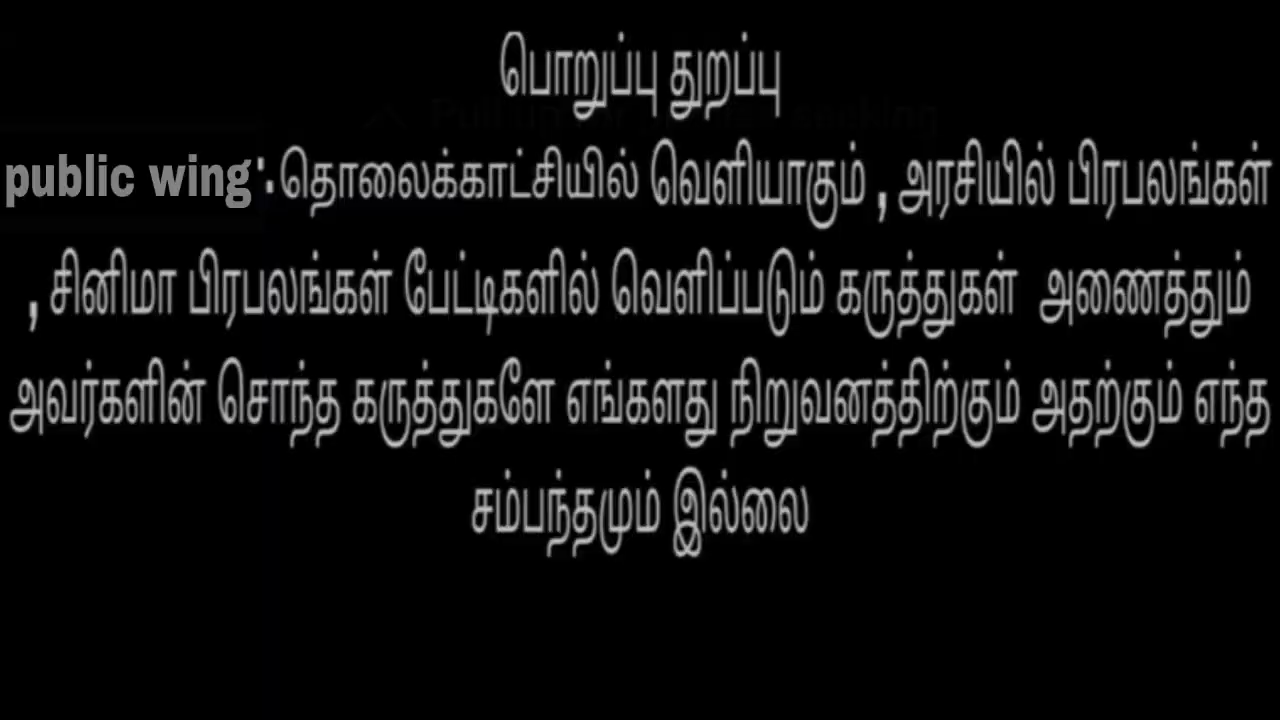 பொறுப்பு துறப்பு
public wing'. தொலைக்காட்சியில் வெளியாகும் , அரசியில் பிரபலங்கள்
, சினிமா பிரபலங்கள் பேட்டிகளில் வெளிப்படும் கருத்துகள் அணைத்தும்
அவர்களின் சொந்த கருத்துகளே எங்களது நிறுவனத்திற்கும் அதற்கும் எந்த
சம்பந்தமும் இல்லை